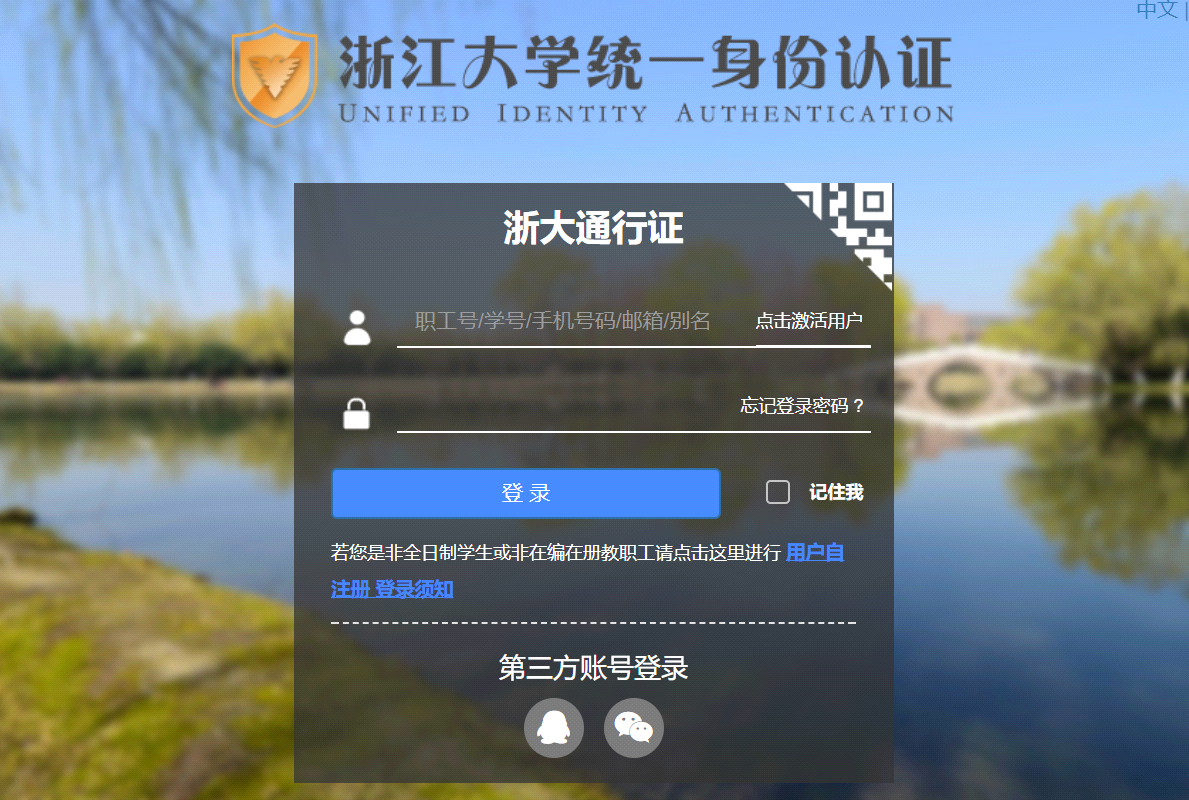 中文 |
浙江大学统一身份认证
UNIFIED IDENTITY AUTHENTICATION
浙大通行证
职工号/学号/手机号码/邮箱/别名 点击激活用户
忘记登录密码？
登 录 记住我
若您是非全日制学生或非在编在册教职工请点击这里进行 用户自
注册 登录须知
第三方账号登录